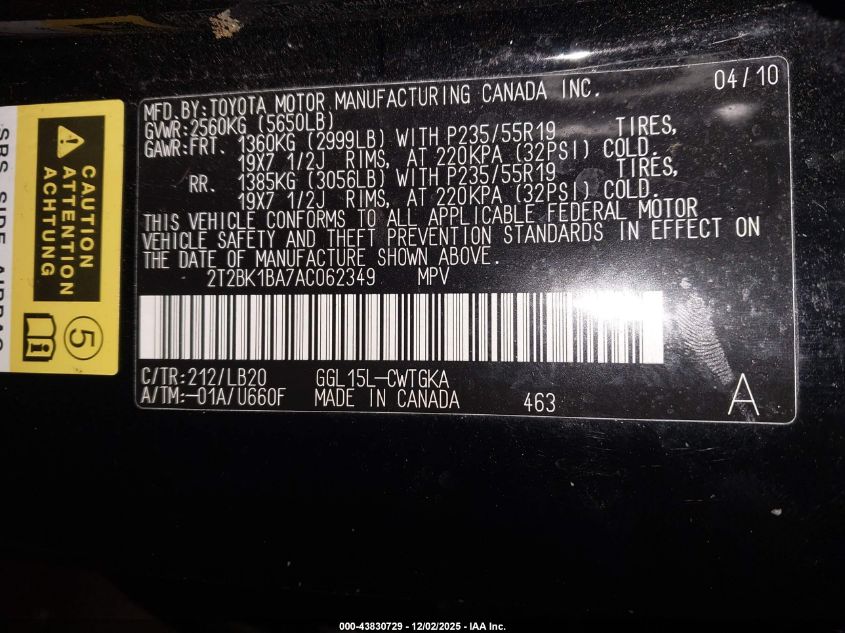 04/10
MFD.BY:TOYOTA MOTOR MANUFACTURING CANADA INC.
GVWR:2560KG (5650LB)
GAWR:FRT. 1360KG (2999LB) WITH P235/55R19 TIRES,
19X7 1/2J RIMS, AT 220KPA (32PSI) COLD.
RR. 1385KG (3056LB) WITH P235/55R19 TIRES,
19X7 1/2J RIMS, AT 220KPA (32PSI) COLD.
THIS VEHICLE CONFORMS TO ALL APPLICABLE FEDERAL MOTOR
VEHICLE SAFETY AND THEFT PREVENTION STANDARDS IN EFFECT ON
THE DATE OF MANUFACTURE SHOWN ABOVE.
2T2BK1BA7AC062349 MPV
C/TR:212/LB20 GGL15L-CWTGKA
A/TM:-01A/U660F MADE IN CANADA 463 A
CAUTION
ATTENTION
ACHTUNG
5
SRS SIDE AIRBAG
000-43830729 - 12/02/2025 - IAA Inc.